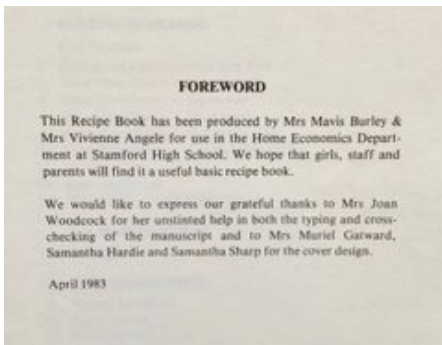 FOREWORD
This Recipe Book has been produced by Mrs Mavis Burley &
Mrs Vivienne Angele for use in the Home Economics Depart-
ment at Stamford High School. We hope that girls, staff and
parents will find it a useful basic recipe book.
We would like to express our grateful thanks to Mrs Joan
Woodcock for her unstinted help in both the typing and cross-
checking of the manuscript and to Mrs Muriel Garward,
Samantha Hardie and Samantha Sharp for the cover design.
April 1983